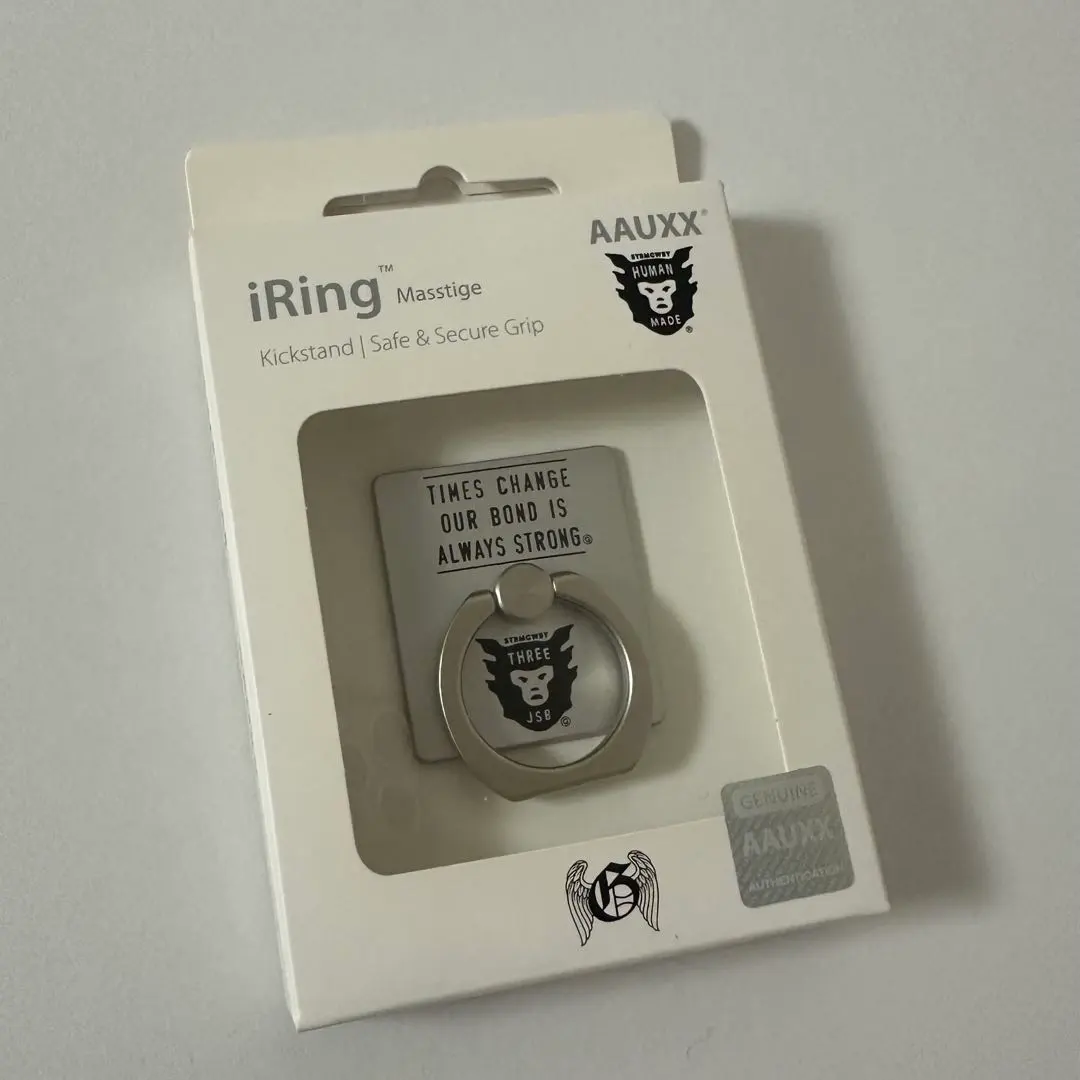 AAUXX®
iRing™ Masstige
Kickstand | Safe & Secure Grip
STRMCWBY
HUMAN
MADE ®
TIMES CHANGE
OUR BOND IS
ALWAYS STRONG
STRMCWBY
THREE
JSB
G
GENUINE
AAUXX
AUTHENTICATION